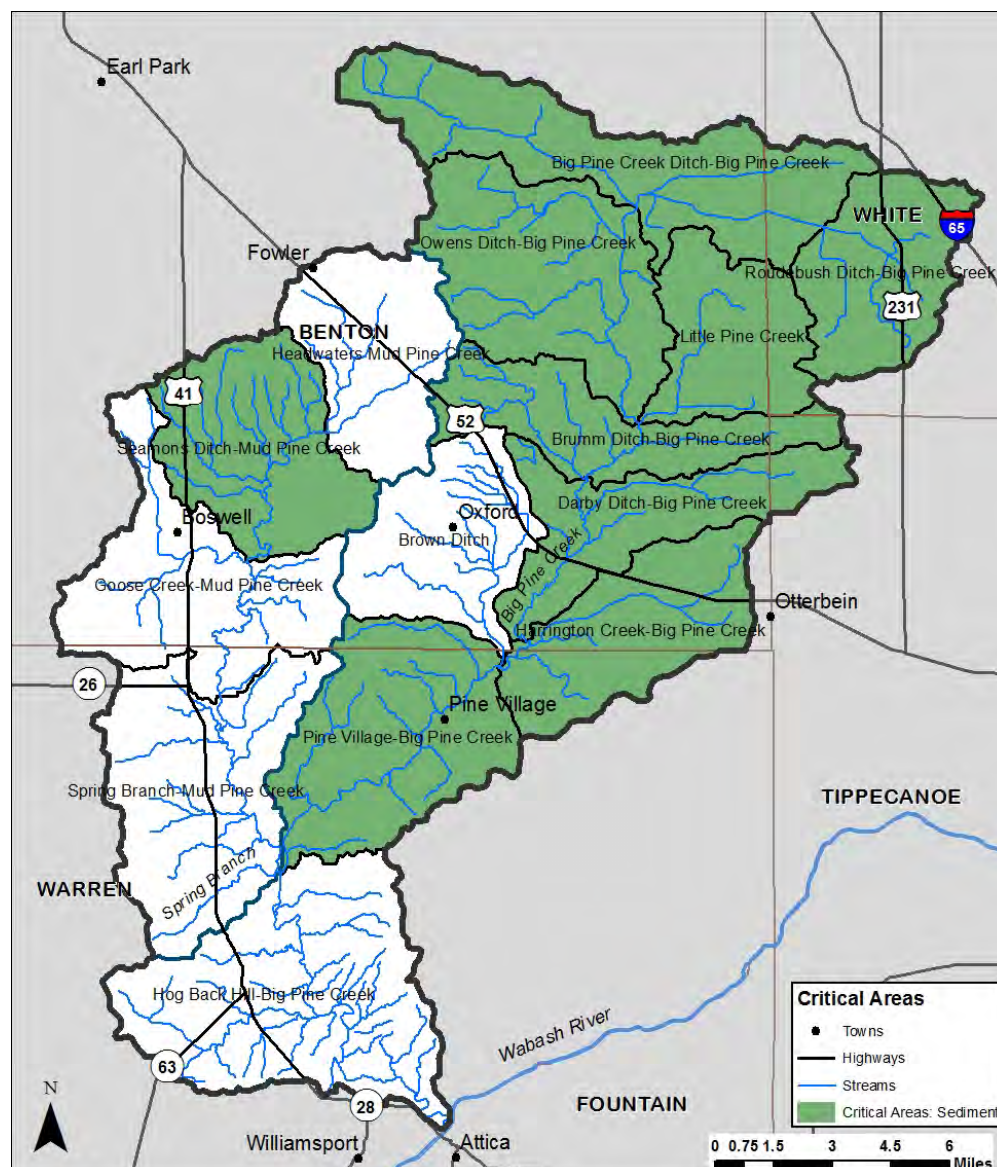 Earl Park
Big Pine Creek Ditch-Big Pine Creek
WHITE
65
Owens Ditch-Big Pine Creek
Fowler
Roudebush Ditch-Big Pine Creek
231
BENTON
Little Pine Creek
Headwaters Mud Pine Creek
41
52
Seamons Ditch-Mud Pine Creek
Brumm Ditch-Big Pine Creek
Darby Ditch-Big Pine Creek
Oxford
Boswell
Brown Ditch
Big Pine Creek
Goose Creek-Mud Pine Creek
Otterbein
Harrington Creek-Big Pine Creek
26
Pine Village
Pine Village-Big Pine Creek
Spring Branch-Mud Pine Creek
TIPPECANOE
Spring Branch
WARREN
Hog Back Hill-Big Pine Creek
Wabash River
63
28
FOUNTAIN
Williamsport
Attica
Critical Areas
Towns
Highways
Streams
Critical Areas: Sediment
N
0 0.75 1.5 3 4.5 6
Miles